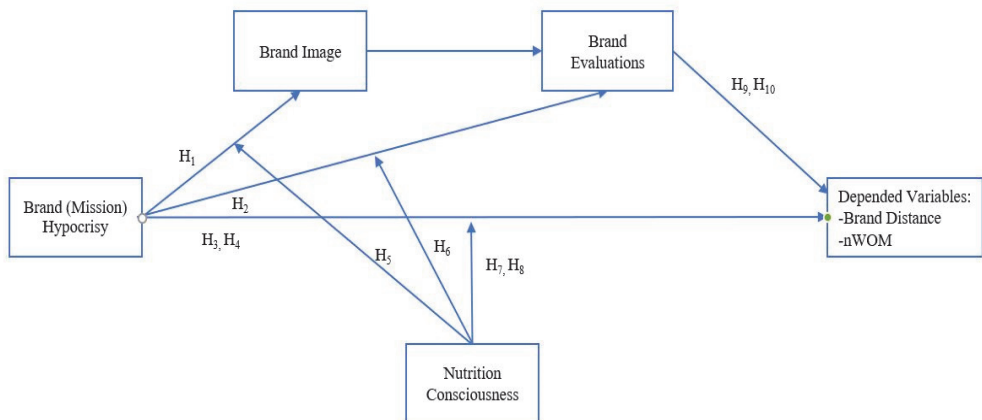 Brand Image
Brand
Evaluations
H₉, H₁₀
H₁
Brand (Mission)
Hypocrisy
H₂
H₃, H₄
Depended Variables:
-Brand Distance
-nWOM
H₅
H₆
H₇, H₈
Nutrition
Consciousness